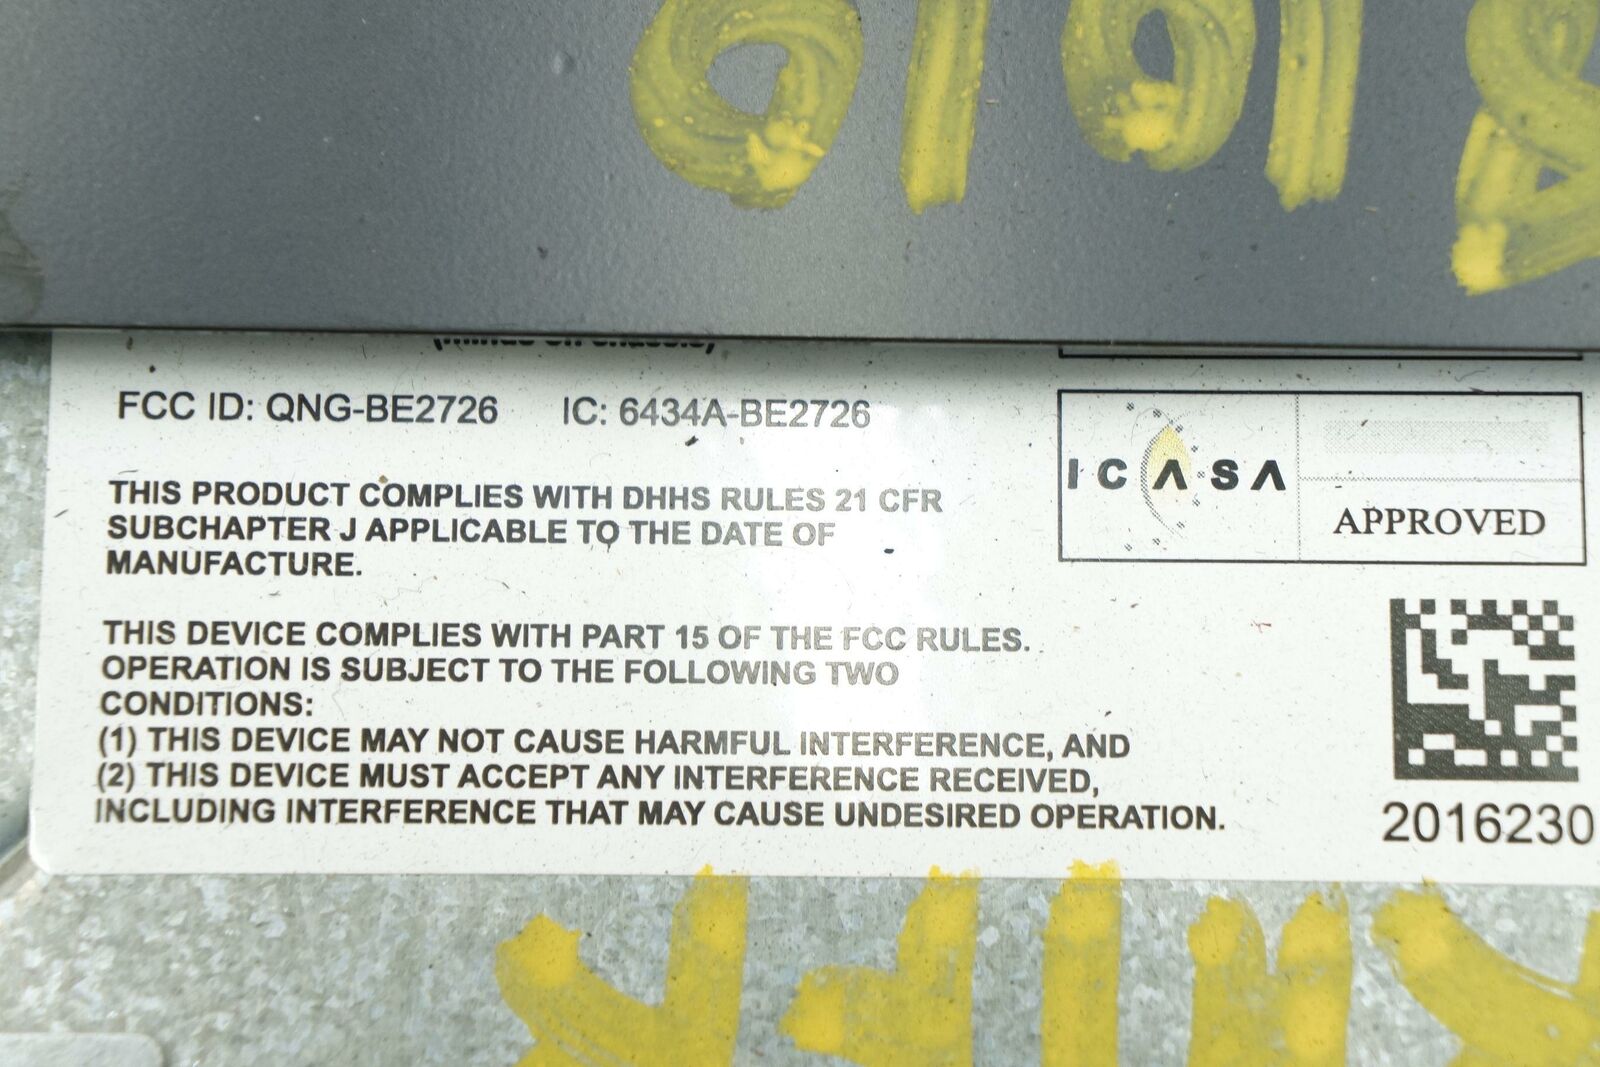 FCC ID: QNG-BE2726 IC: 6434A-BE2726
THIS PRODUCT COMPLIES WITH DHHS RULES 21 CFR
SUBCHAPTER J APPLICABLE TO THE DATE OF
MANUFACTURE.
THIS DEVICE COMPLIES WITH PART 15 OF THE FCC RULES.
OPERATION IS SUBJECT TO THE FOLLOWING TWO
CONDITIONS:
(1) THIS DEVICE MAY NOT CAUSE HARMFUL INTERFERENCE, AND
(2) THIS DEVICE MUST ACCEPT ANY INTERFERENCE RECEIVED,
INCLUDING INTERFERENCE THAT MAY CAUSE UNDESIRED OPERATION.
ICASA
APPROVED
2016230